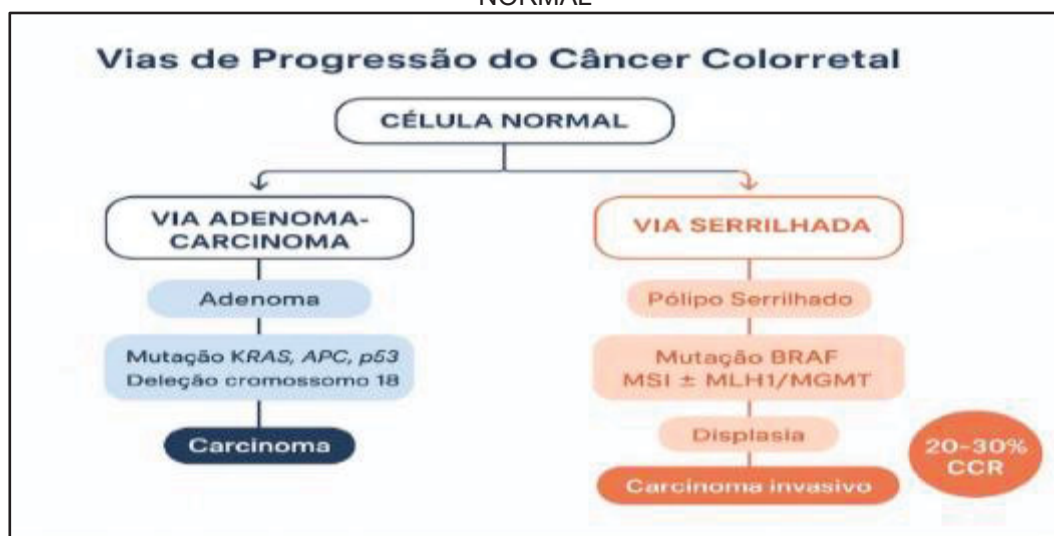 NORMAL
Vias de Progressão do Câncer Colorretal
CÉLULA NORMAL
VIA ADENOMA-
CARCINOMA
Adenoma
Mutação KRAS, APC, p53
Deleção cromossomo 18
Carcinoma
VIA SERRILHADA
Pólipo Serrilhado
Mutação BRAF
MSI ± MLH1/MGMT
Displasia
Carcinoma invasivo
20-30%
CCR